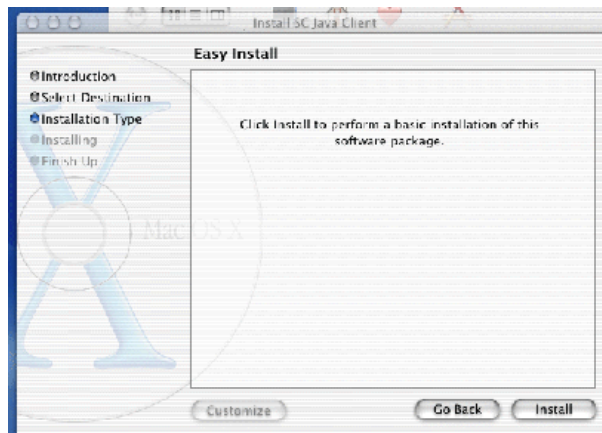 Install SC Java Client
Easy Install
Introduction
Select Destination
Installation Type
Installing
Finish Up
Click Install to perform a basic installation of this
software package.
Mac OS X
Customize
Go Back
Install